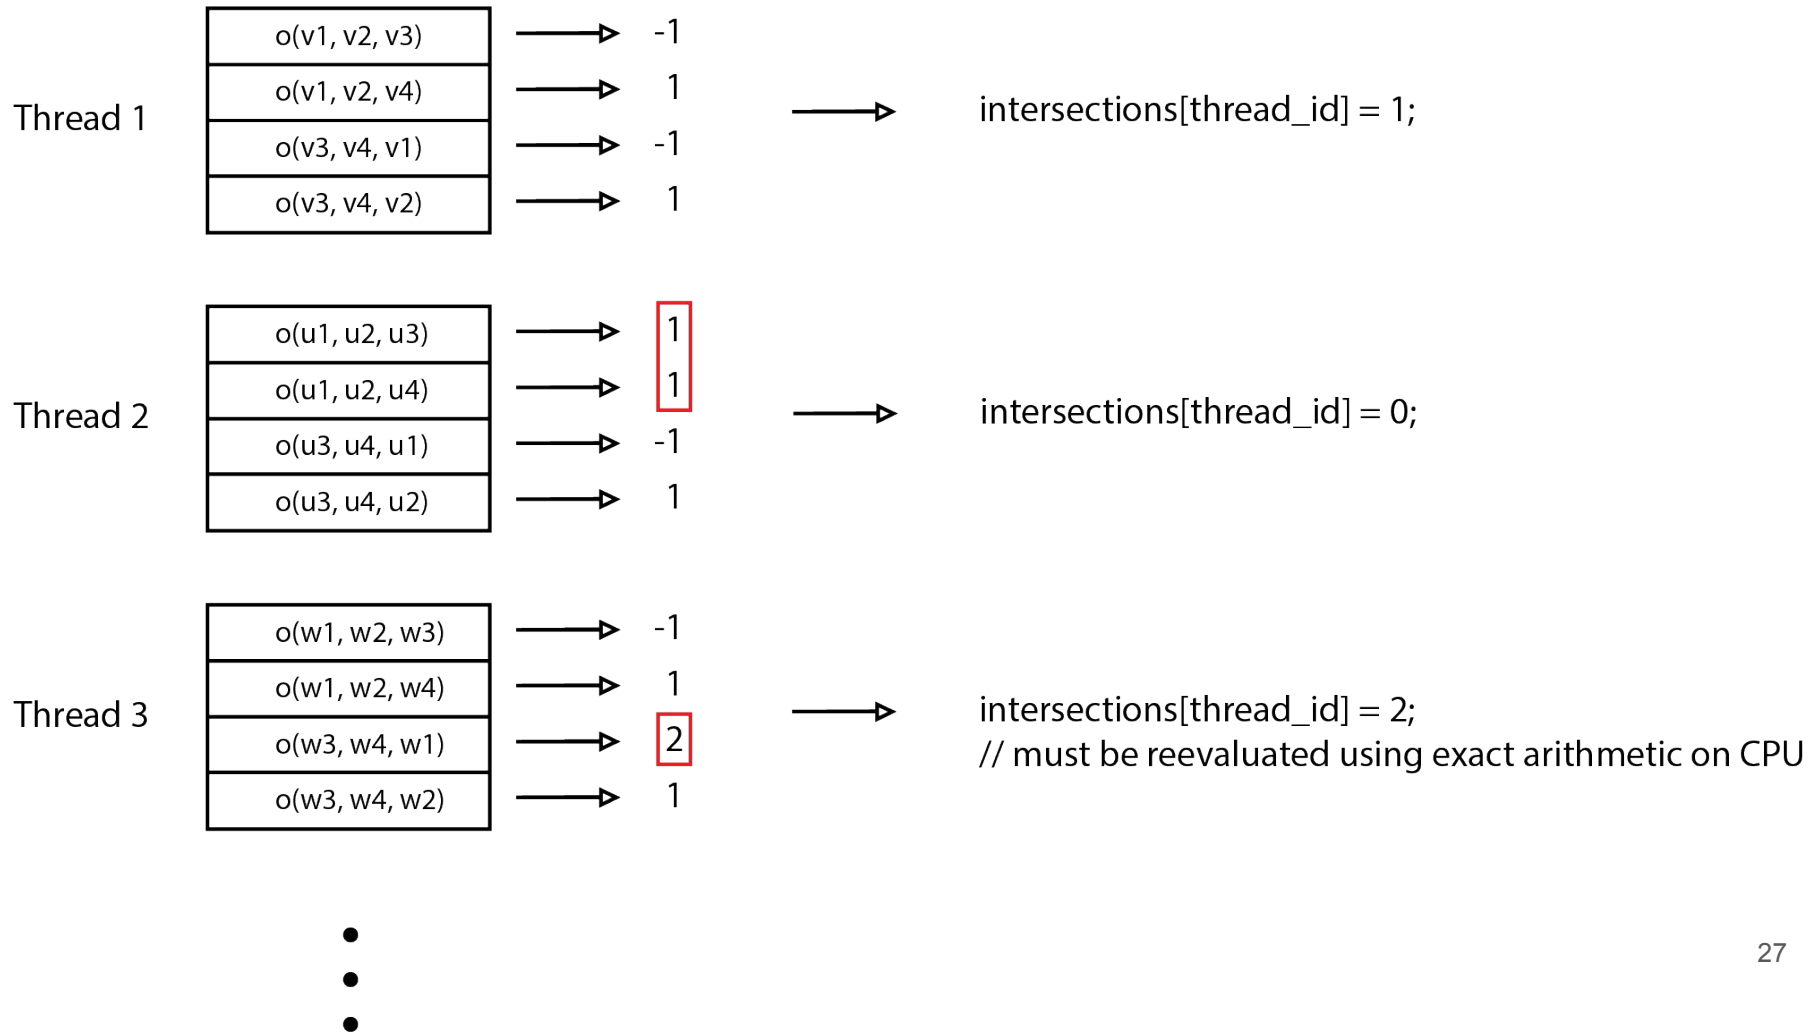 o(v1, v2, v3) -1
o(v1, v2, v4) 1
Thread 1 intersections[thread_id] = 1;
o(v3, v4, v1) -1
o(v3, v4, v2) 1
o(u1, u2, u3) 1
o(u1, u2, u4) 1
Thread 2 intersections[thread_id] = 0;
o(u3, u4, u1) -1
o(u3, u4, u2) 1
o(w1, w2, w3) -1
o(w1, w2, w4) 1
Thread 3 intersections[thread_id] = 2;
o(w3, w4, w1) 2 // must be reevaluated using exact arithmetic on CPU
o(w3, w4, w2) 1
27